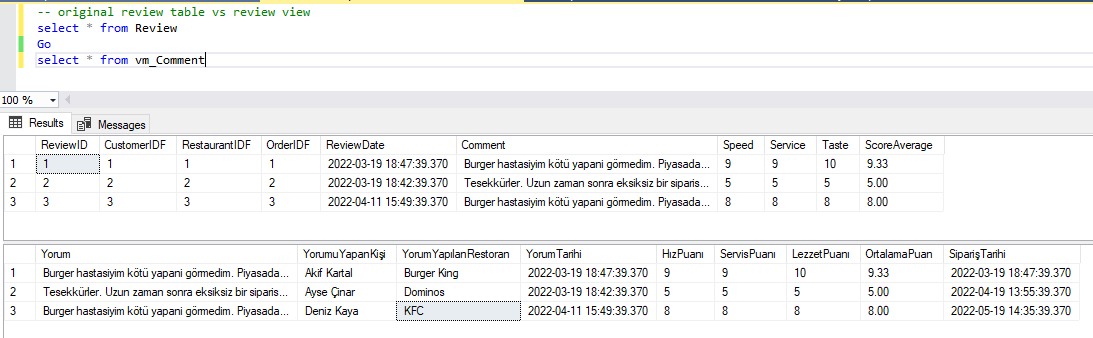 -- original review table vs review view
select * from Review
Go
select * from vm_Comment
100 %
Results Messages
ReviewID CustomerIDF RestaurantIDF OrderIDF ReviewDate Comment Speed Service Taste ScoreAverage
1 1 1 1 1 2022-03-19 18:47:39.370 Burger hastasiyim kötü yapani gömedim. Piyasada... 9 9 10 9.33
2 2 2 2 2 2022-03-19 18:42:39.370 Tesekkürler. Uzun zaman sonra eksiksiz bir siparis... 5 5 5 5.00
3 3 3 3 3 2022-04-11 15:49:39.370 Burger hastasiyim kötü yapani gömedim. Piyasada... 8 8 8 8.00
Yorum YorumuYapanKişi YorumYapılanRestoran YorumTarihi HızPuanı ServisPuanı LezzetPuanı OrtalamaPuan SiparişTarihi
1 Burger hastasiyim kötü yapani gömedim. Piyasada... Akif Kartal Burger King 2022-03-19 18:47:39.370 9 9 10 9.33 2022-03-19 18:47:39.370
2 Tesekkürler. Uzun zaman sonra eksiksiz bir siparis... Ayse Çinar Dominos 2022-03-19 18:42:39.370 5 5 5 5.00 2022-04-19 13:55:39.370
3 Burger hastasiyim kötü yapani gömedim. Piyasada... Deniz Kaya KFC 2022-04-11 15:49:39.370 8 8 8 8.00 2022-05-19 14:35:39.370